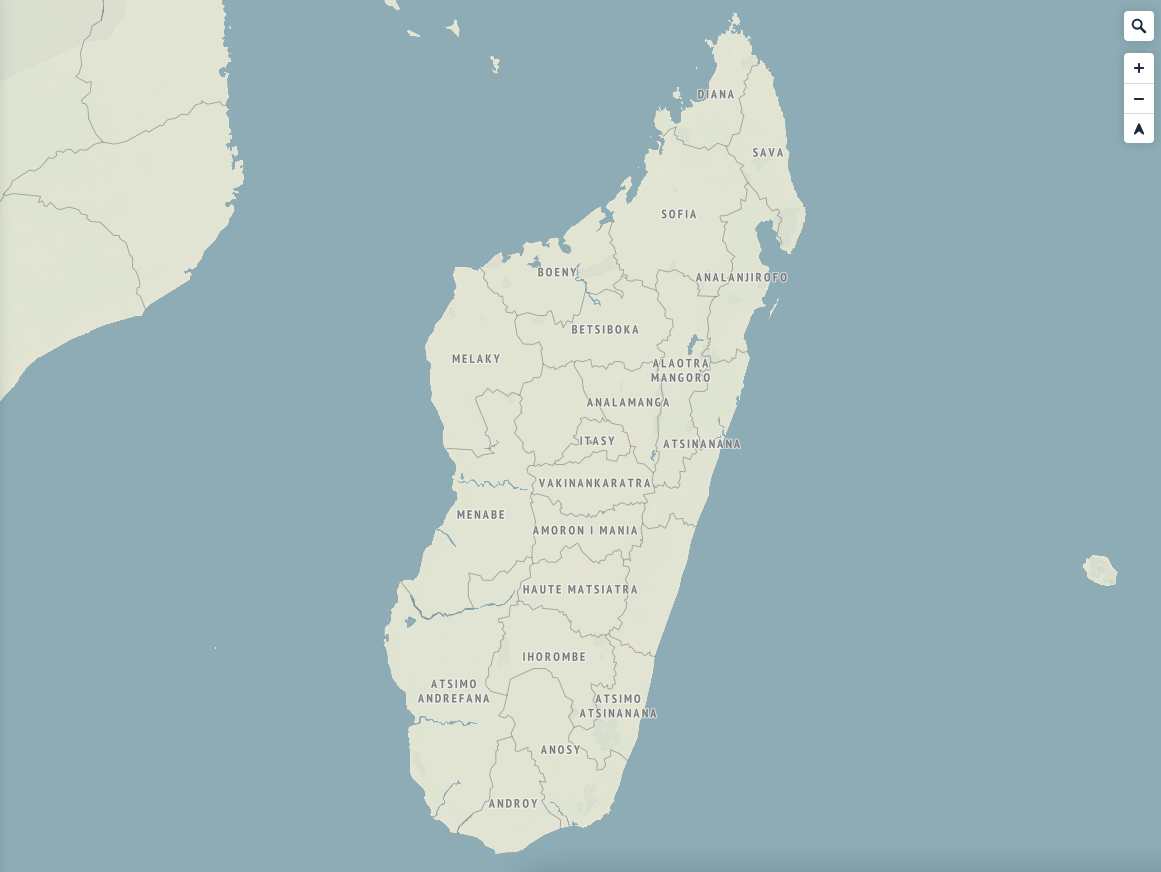 DIANA
SAVA
SOFIA
BOENY
ANALANJIROFO
BETSIBOKA
MELAKY
ALAOTRA
MANGORO
ANALAMANGA
ITASY
ATSINANANA
VAKINANKARATRA
MENABE
AMORON I MANIA
HAUTE MATSIATRA
IHOROMBE
ATSIMO
ANDREFANA
ATSIMO
ATSINANANA
ANOSY
ANDROY